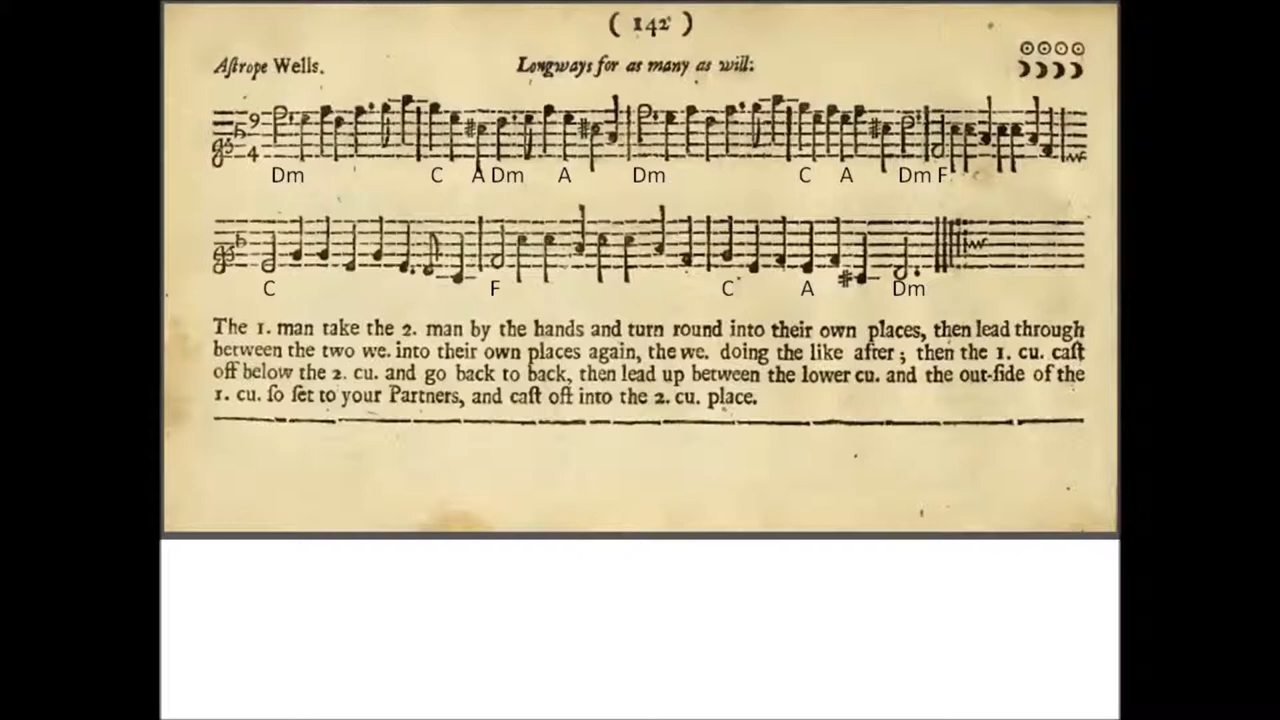 ( 142 )
Aſtrope Wells. Longways for as many as will:
9
4
Dm C A Dm A Dm C A Dm F
C F C A Dm
The 1. man take the 2. man by the hands and turn round into their own places, then lead through
between the two we. into their own places again, the we. doing the like after ; then the 1. cu. caſt
off below the 2. cu. and go back to back, then lead up between the lower cu. and the out-ſide of the
1. cu. ſo ſet to your Partners, and caſt off into the 2. cu. place.